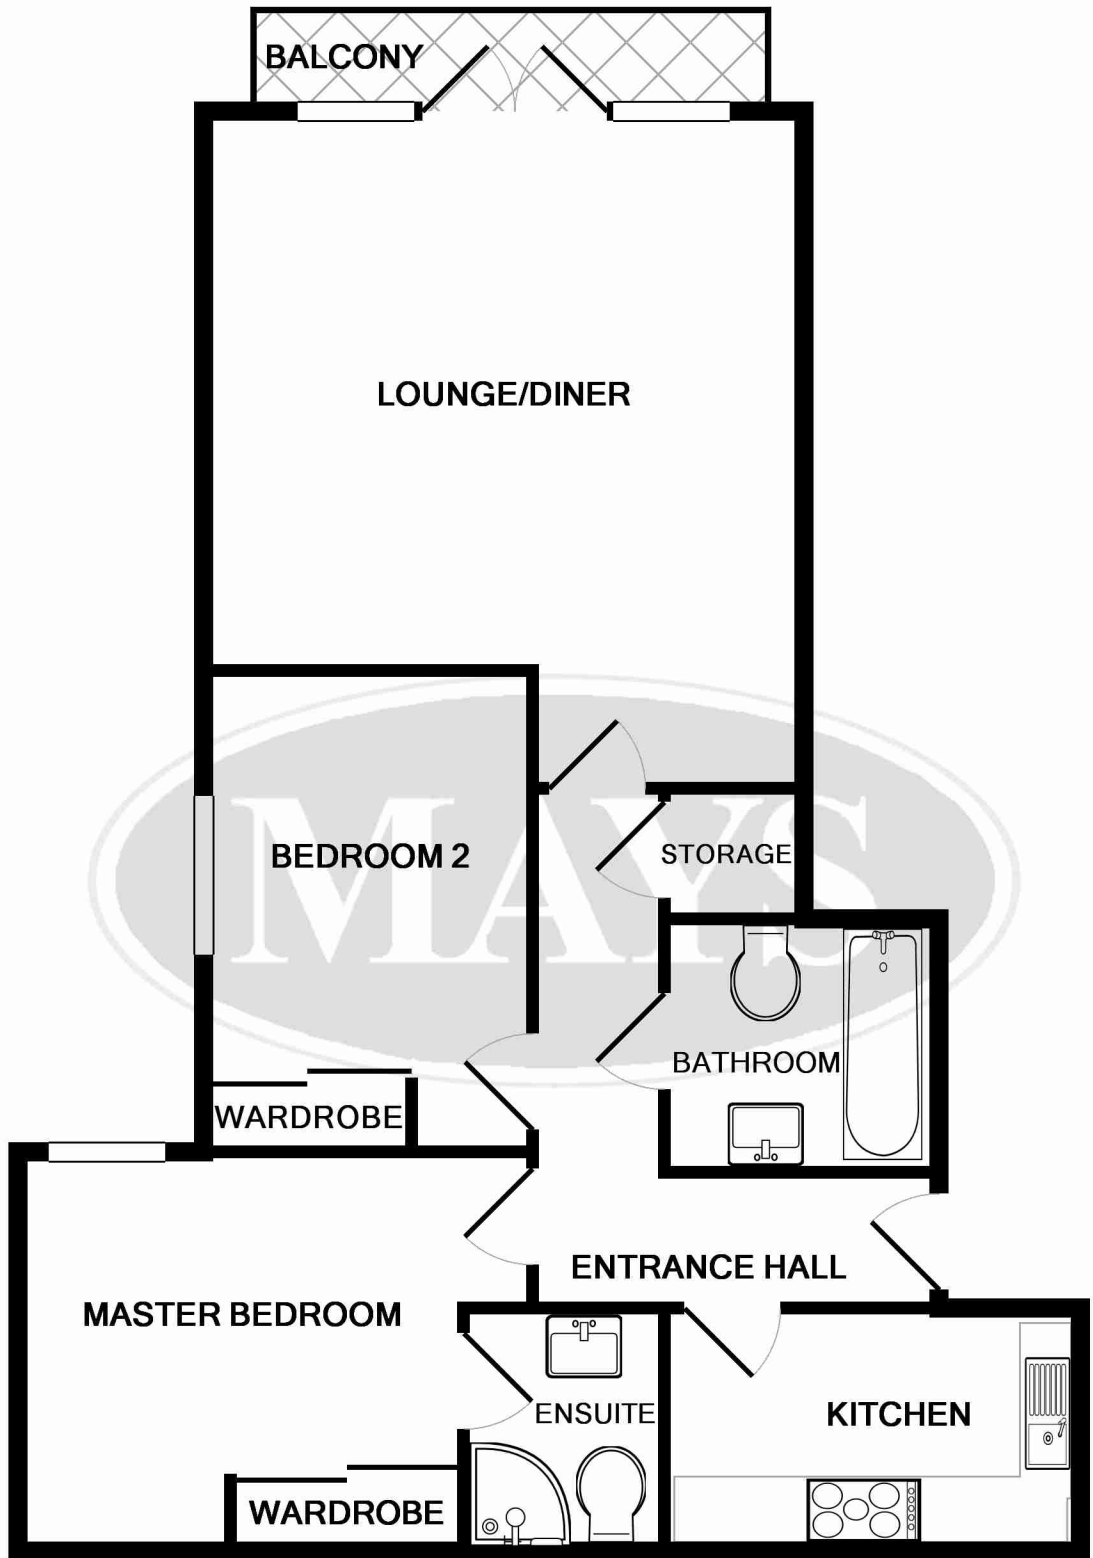 BALCONY
LOUNGE/DINER
MAYS
BEDROOM 2
STORAGE
BATHROOM
WARDROBE
ENTRANCE HALL
MASTER BEDROOM
ENSUITE
KITCHEN
WARDROBE